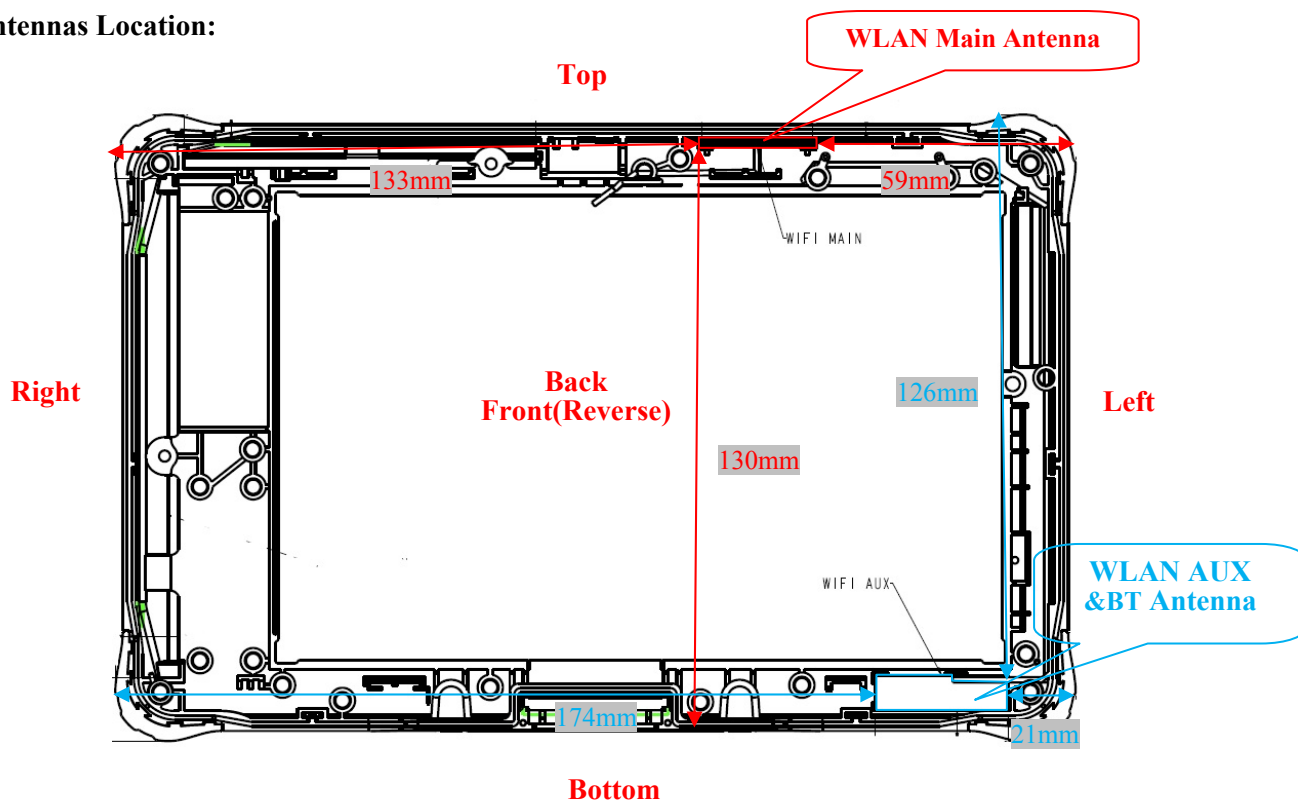 ntennas Location:
WLAN Main Antenna
Top
133mm
59mm
WIFI MAIN
Right
Back
Front(Reverse)
126mm
Left
130mm
WIFI AUX
WLAN AUX
&BT Antenna
174mm
21mm
Bottom